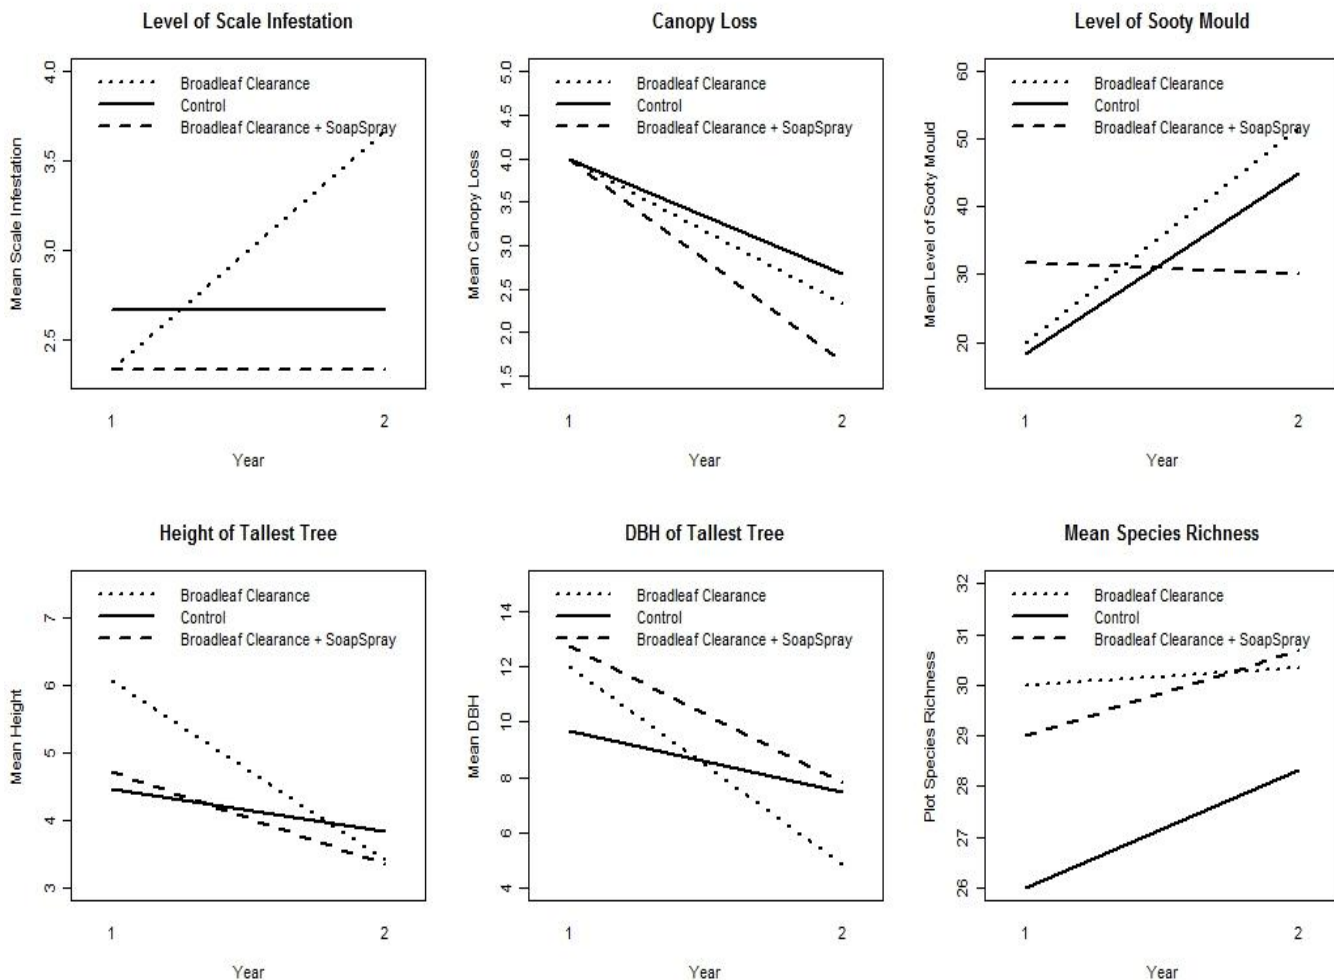 Level of Scale Infestation
Mean Scale Infestation
4.0
3.5
3.0
2.5
Broadleaf Clearance
Control
Broadleaf Clearance + SoapSpray
1
2
Year
Canopy Loss
Mean Canopy Loss
5.0
4.5
4.0
3.5
3.0
2.5
2.0
1.5
Broadleaf Clearance
Control
Broadleaf Clearance + SoapSpray
1
2
Year
Level of Sooty Mould
Mean Level of Sooty Mould
60
50
40
30
20
Broadleaf Clearance
Control
Broadleaf Clearance + SoapSpray
1
2
Year
Height of Tallest Tree
Mean Height
7
6
5
4
3
Broadleaf Clearance
Control
Broadleaf Clearance + SoapSpray
1
2
Year
DBH of Tallest Tree
Mean DBH
14
12
10
8
6
4
Broadleaf Clearance
Control
Broadleaf Clearance + SoapSpray
1
2
Year
Mean Species Richness
Plot Species Richness
32
31
30
29
28
27
26
Broadleaf Clearance
Control
Broadleaf Clearance + SoapSpray
1
2
Year